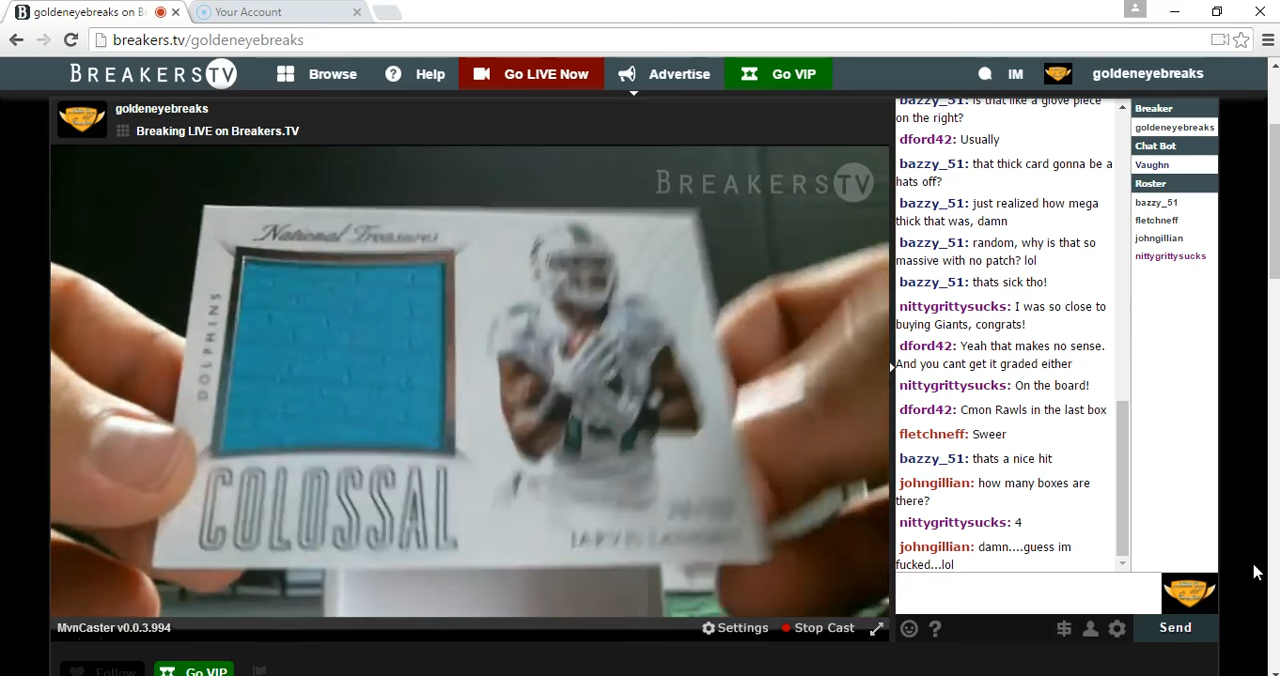 goldeneyebreaks on B
Your Account
breakers.tv/goldeneyebreaks
BREAKERSTV
Browse
Help
Go LIVE Now
Advertise
Go VIP
IM
goldeneyebreaks
goldeneyebreaks
Breaking LIVE on Breakers.TV
BREAKERSTV
National Treasures
DOLPHINS
COLOSSAL
JARVIS LANDRY
MvnCaster v0.0.3.994
Settings
Stop Cast
Follow
Go VIP
bazzy_51: is that like a glove piece
on the right?
dford42: Usually
bazzy_51: that thick card gonna be a
hats off?
bazzy_51: just realized how mega
thick that was, damn
bazzy_51: random, why is that so
massive with no patch? lol
bazzy_51: thats sick tho!
nittygrittysucks: I was so close to
buying Giants, congrats!
dford42: Yeah that makes no sense.
And you cant get it graded either
nittygrittysucks: On the board!
dford42: Cmon Rawls in the last box
fletchneff: Sweer
bazzy_51: thats a nice hit
johngillian: how many boxes are
there?
nittygrittysucks: 4
johngillian: damn....guess im
fucked...lol
Send
Breaker
goldeneyebreaks
Chat Bot
Vaughn
Roster
bazzy_51
fletchneff
johngillian
nittygrittysucks